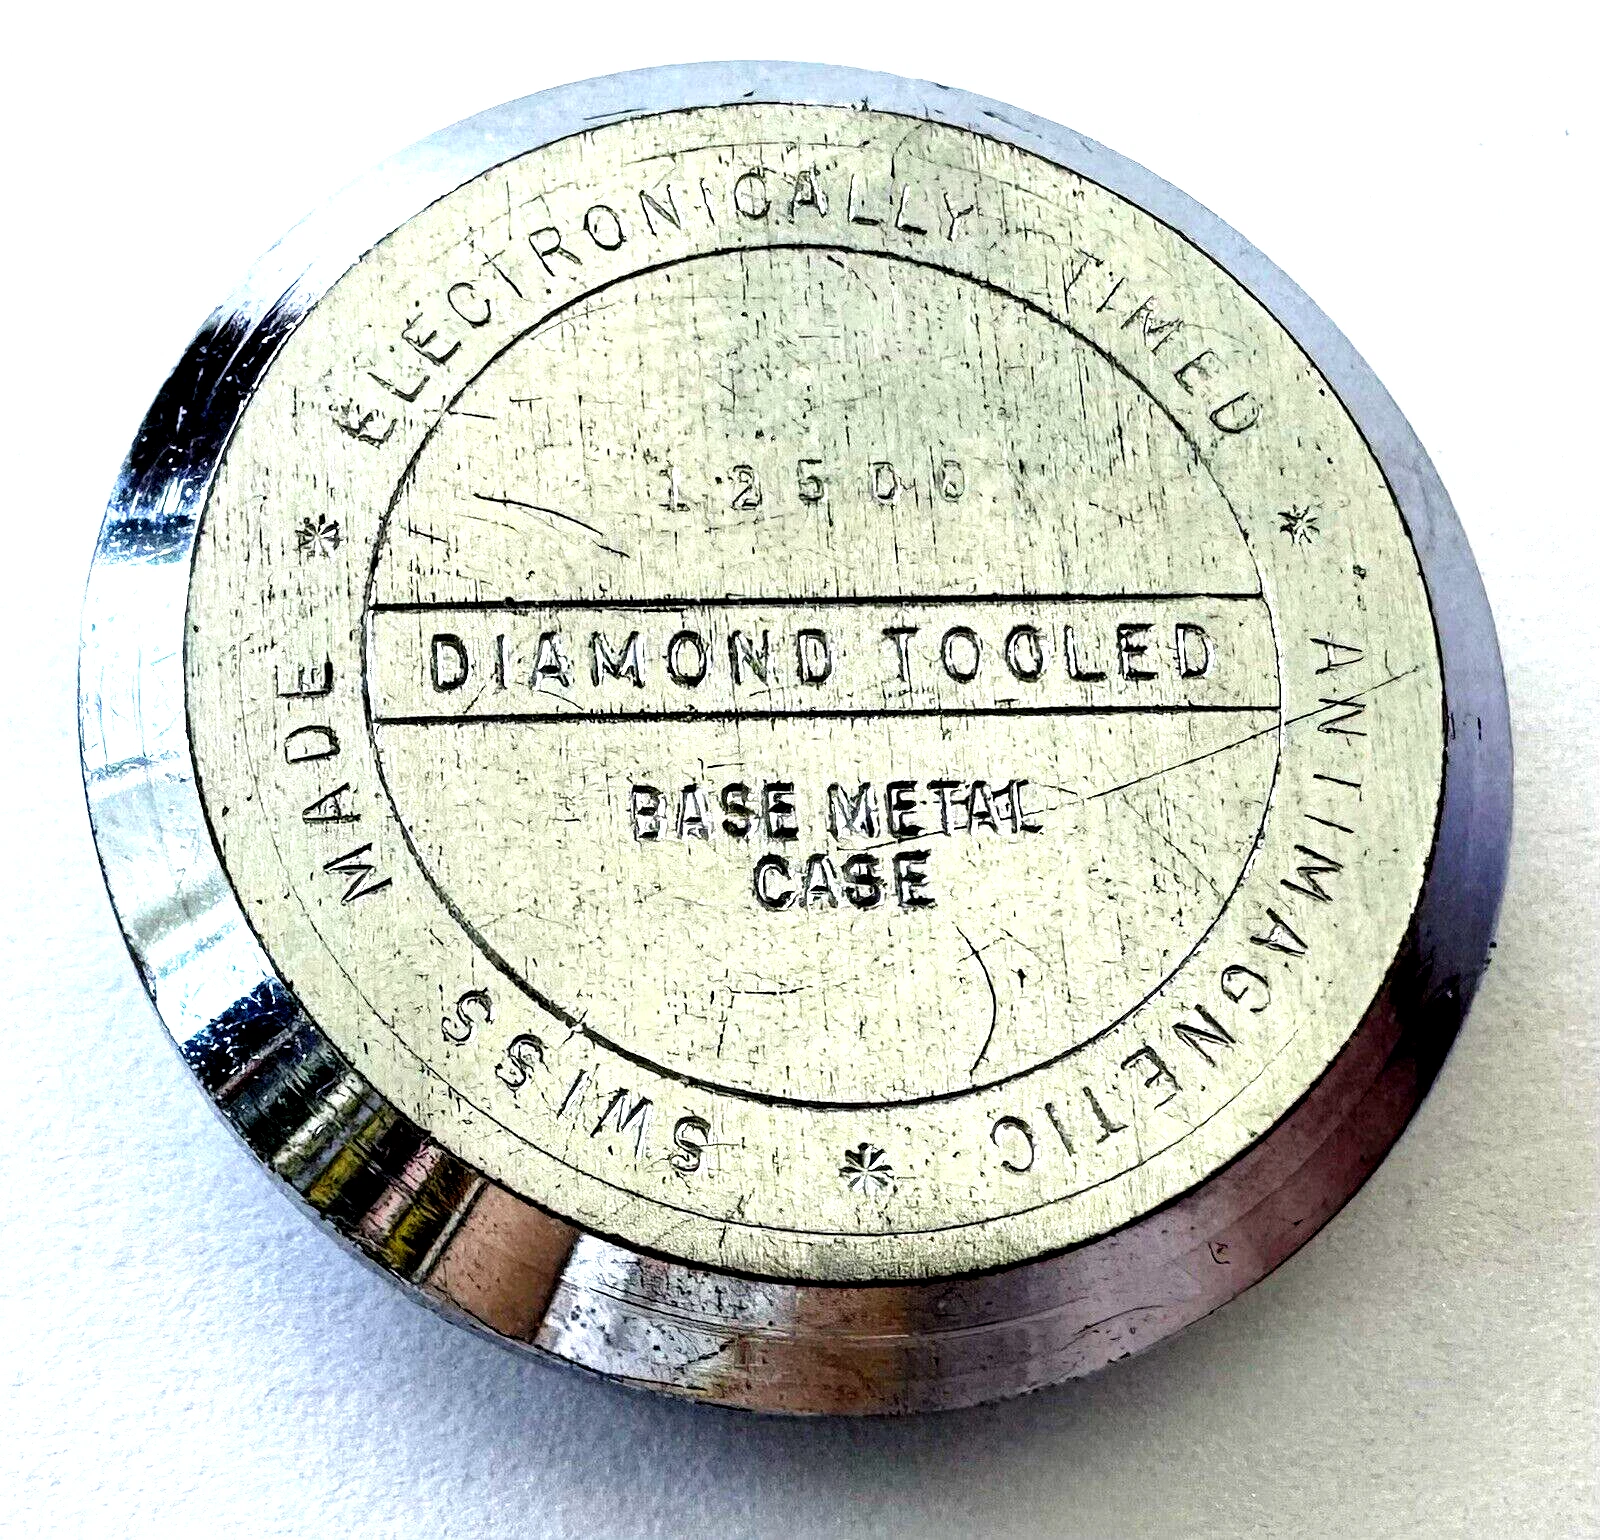 ELECTRONICALLY TIMED * ANTIMAGNETIC * SWISS MADE *
12500
DIAMOND TOOLED
BASE METAL
CASE